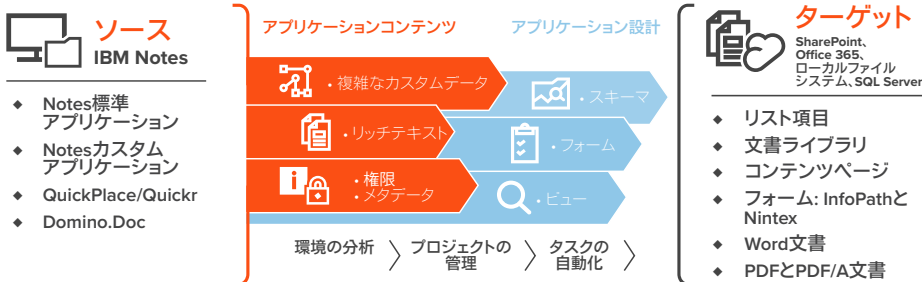 ソース
IBM Notes
◆ Notes標準
アプリケーション
◆ Notesカスタム
アプリケーション
◆ QuickPlace/Quickr
◆ Domino.Doc
アプリケーションコンテンツ
アプリケーション設計
・複雑なカスタムデータ
・リッチテキスト
・権限
・メタデータ
・スキーマ
・フォーム
・ビュー
環境の分析
プロジェクトの
管理
タスクの
自動化
ターゲット
SharePoint、
Office 365、
ローカルファイル
システム、SQL Server
◆ リスト項目
◆ 文書ライブラリ
◆ コンテンツページ
◆ フォーム: InfoPathと
Nintex
◆ Word文書
◆ PDFとPDF/A文書